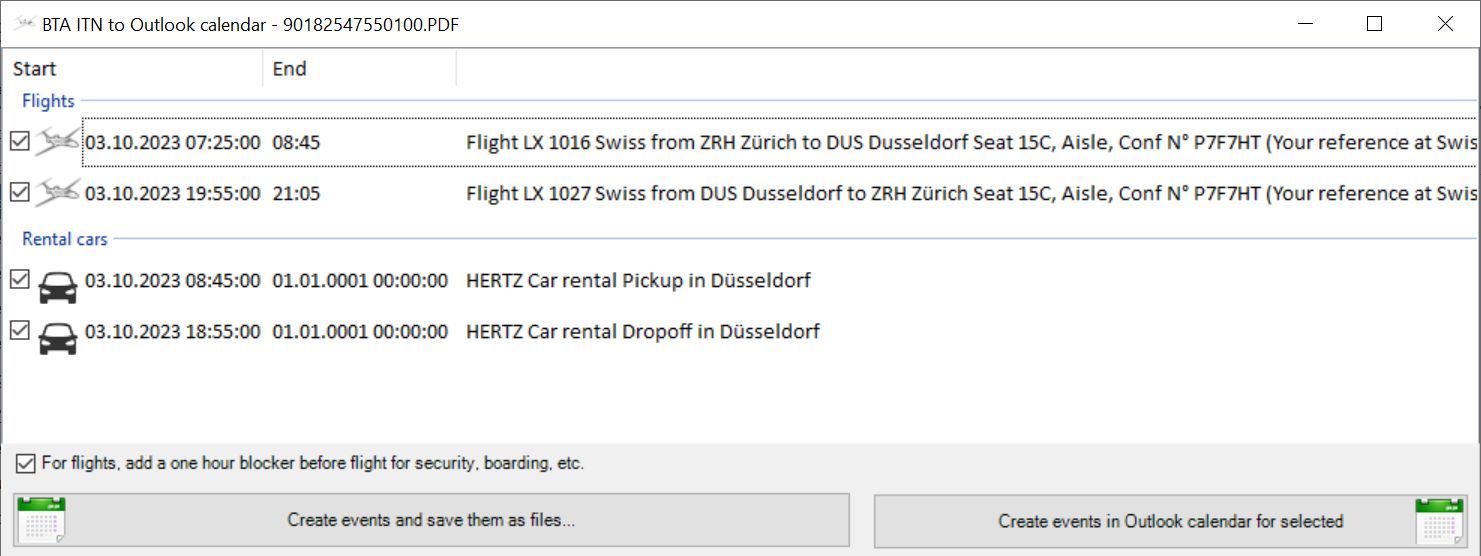 BTA ITN to Outlook calendar - 90182547550100.PDF
Start End
Flights
03.10.2023 07:25:00 08:45 Flight LX 1016 Swiss from ZRH Zürich to DUS Dusseldorf Seat 15C, Aisle, Conf N° P7F7HT (Your reference at Swis
03.10.2023 19:55:00 21:05 Flight LX 1027 Swiss from DUS Dusseldorf to ZRH Zürich Seat 15C, Aisle, Conf N° P7F7HT (Your reference at Swis
Rental cars
03.10.2023 08:45:00 01.01.0001 00:00:00 HERTZ Car rental Pickup in Düsseldorf
03.10.2023 18:55:00 01.01.0001 00:00:00 HERTZ Car rental Dropoff in Düsseldorf
For flights, add a one hour blocker before flight for security, boarding, etc.
Create events and save them as files... Create events in Outlook calendar for selected